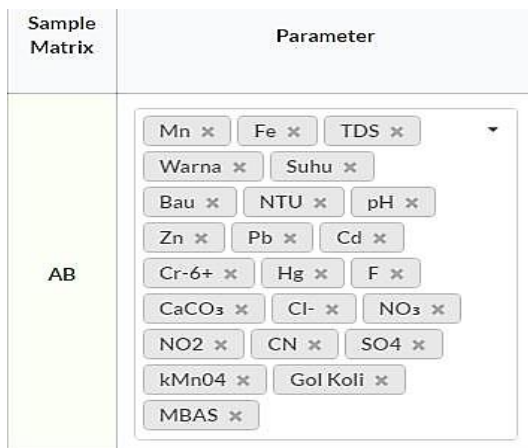 Sample
Matrix
Parameter
AB
Mn × Fe × TDS ×
Warna × Suhu ×
Bau × NTU × pH ×
Zn × Pb × Cd ×
Cr-6+ × Hg × F ×
CaCO₃ × Cl- × NO₃ ×
NO2 × CN × SO4 ×
kMn04 × Gol Koli ×
MBAS ×